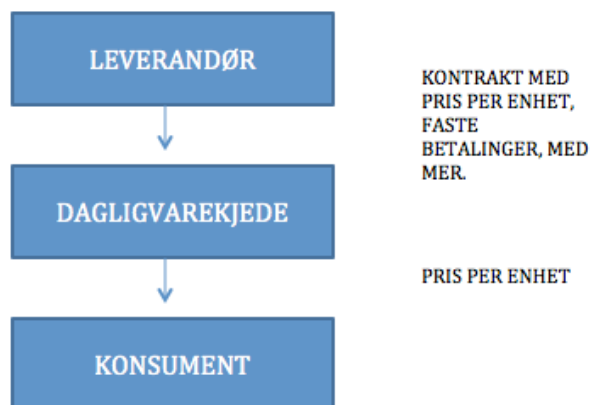 LEVERANDØR
KONTRAKT MED
PRIS PER ENHET,
FASTE
BETALINGER, MED
MER.
DAGLIGVAREKJEDE
PRIS PER ENHET
KONSUMENT